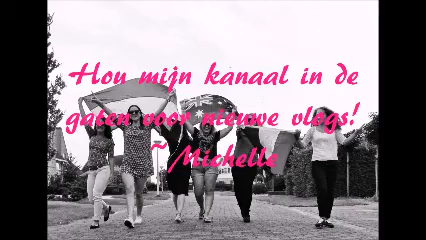 Hou mijn kanaal in de
gaten voor nieuwe vlogs!
~Michelle